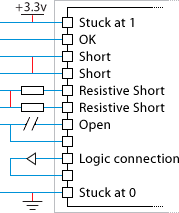 +3.3v
Stuck at 1
OK
Short
Short
Resistive Short
Resistive Short
Open
Logic connection
Stuck at 0